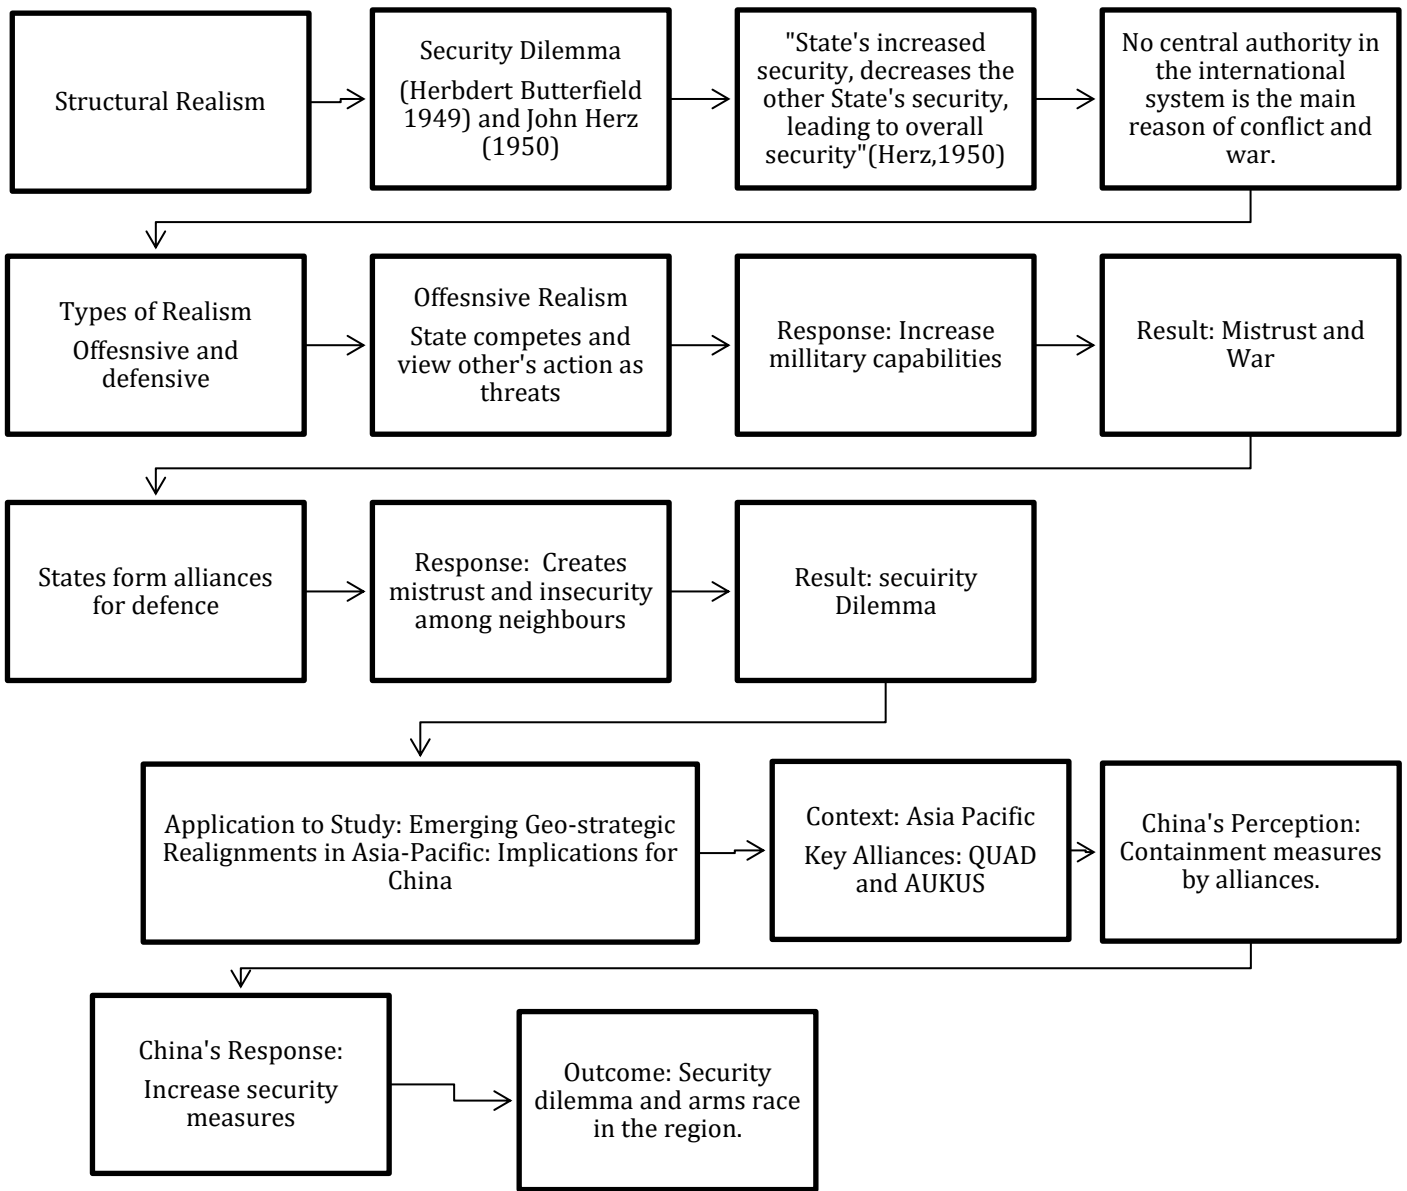 Structural Realism
Security Dilemma
(Herbdert Butterfield
1949) and John Herz
(1950)
"State's increased
security, decreases the
other State's security,
leading to overall
security"(Herz,1950)
No central authority in
the international
system is the main
reason of conflict and
war.
Types of Realism
Offesnsive and
defensive
Offesnsive Realism
State competes and
view other's action as
threats
Response: Increase
millitary capabilities
Result: Mistrust and
War
States form alliances
for defence
Response:  Creates
mistrust and insecurity
among neighbours
Result: secuirity
Dilemma
Application to Study: Emerging Geo-strategic
Realignments in Asia-Pacific: Implications for
China
Context: Asia Pacific
Key Alliances: QUAD
and AUKUS
China's Perception:
Containment measures
by alliances.
China's Response:
Increase security
measures
Outcome: Security
dilemma and arms race
in the region.